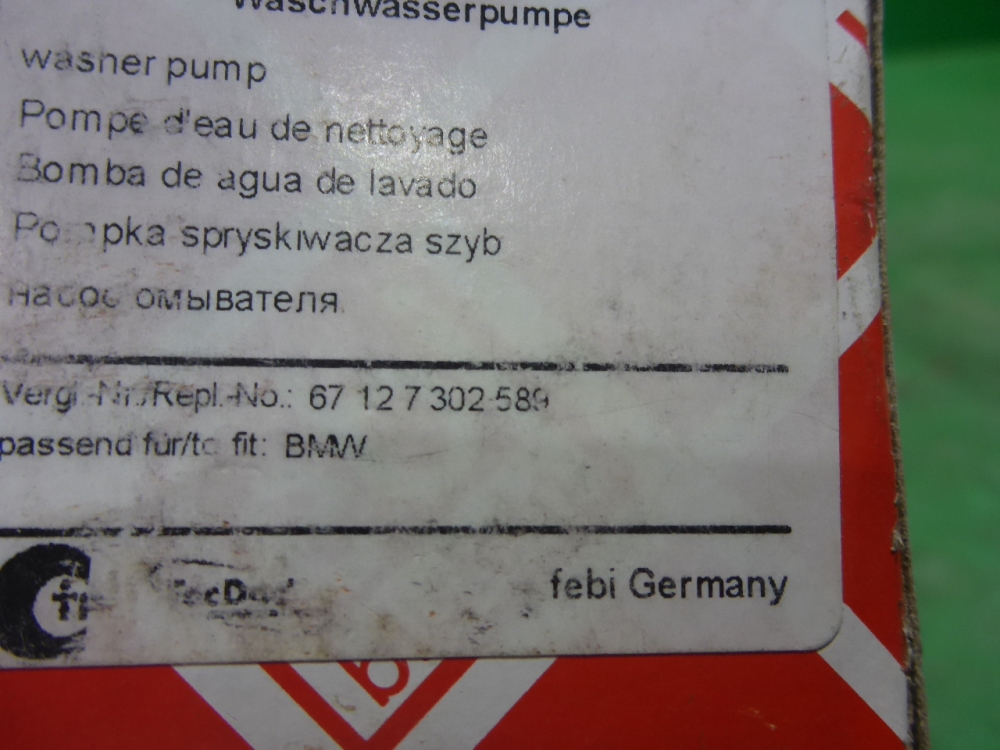 Waschwasserpumpe
washer pump
Pompe d'eau de nettoyage
Bomba de agua de lavado
Pompka spryskiwacza szyb
насос омывателя
Vergl.-Nr./Repl.-No.: 67 12 7 302 589
passend für/to fit: BMW
TecDoc
febi Germany
b